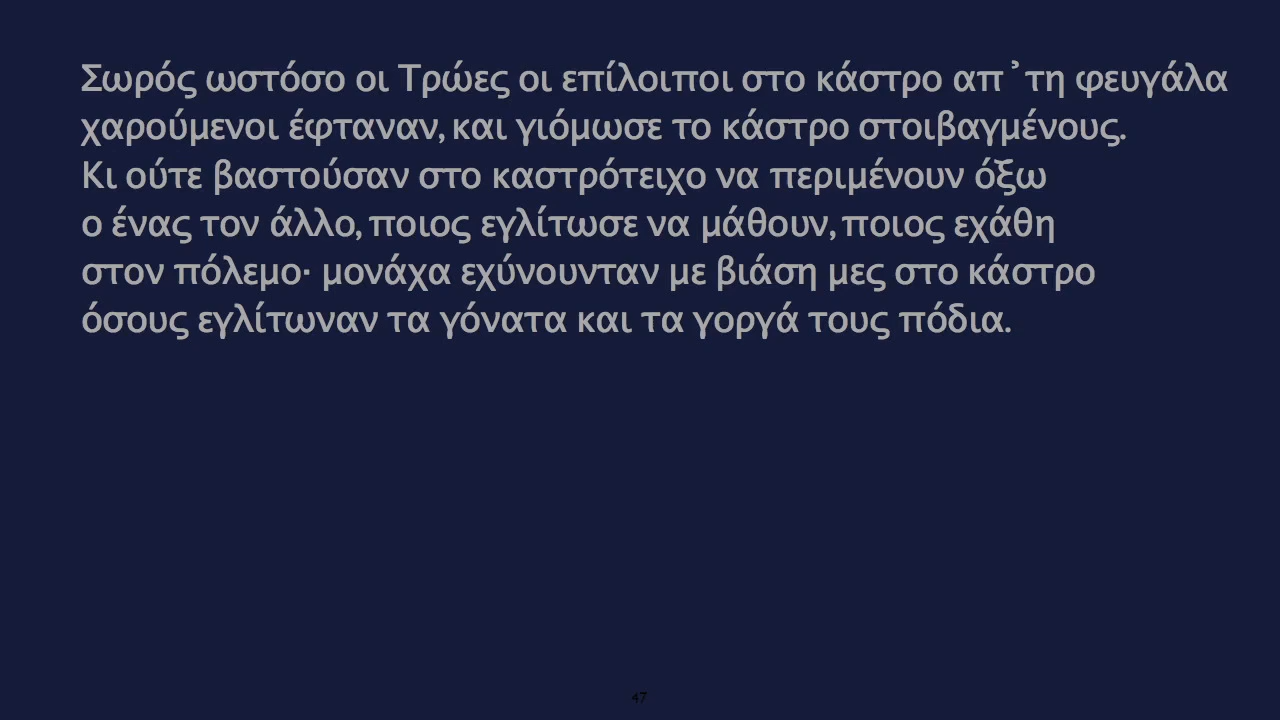 Σωρός ωστόσο οι Τρώες οι επίλοιποι στο κάστρο απ᾿ τη φευγάλα
χαρούμενοι έφταναν, και γιόμωσε το κάστρο στοιβαγμένους.
Κι ούτε βαστούσαν στο καστρότειχο να περιμένουν όξω
ο ένας τον άλλο, ποιος εγλίτωσε να μάθουν, ποιος εχάθη
στον πόλεμο· μονάχα εχύνουνταν με βιάση μες στο κάστρο
όσους εγλίτωναν τα γόνατα και τα γοργά τους πόδια.
47